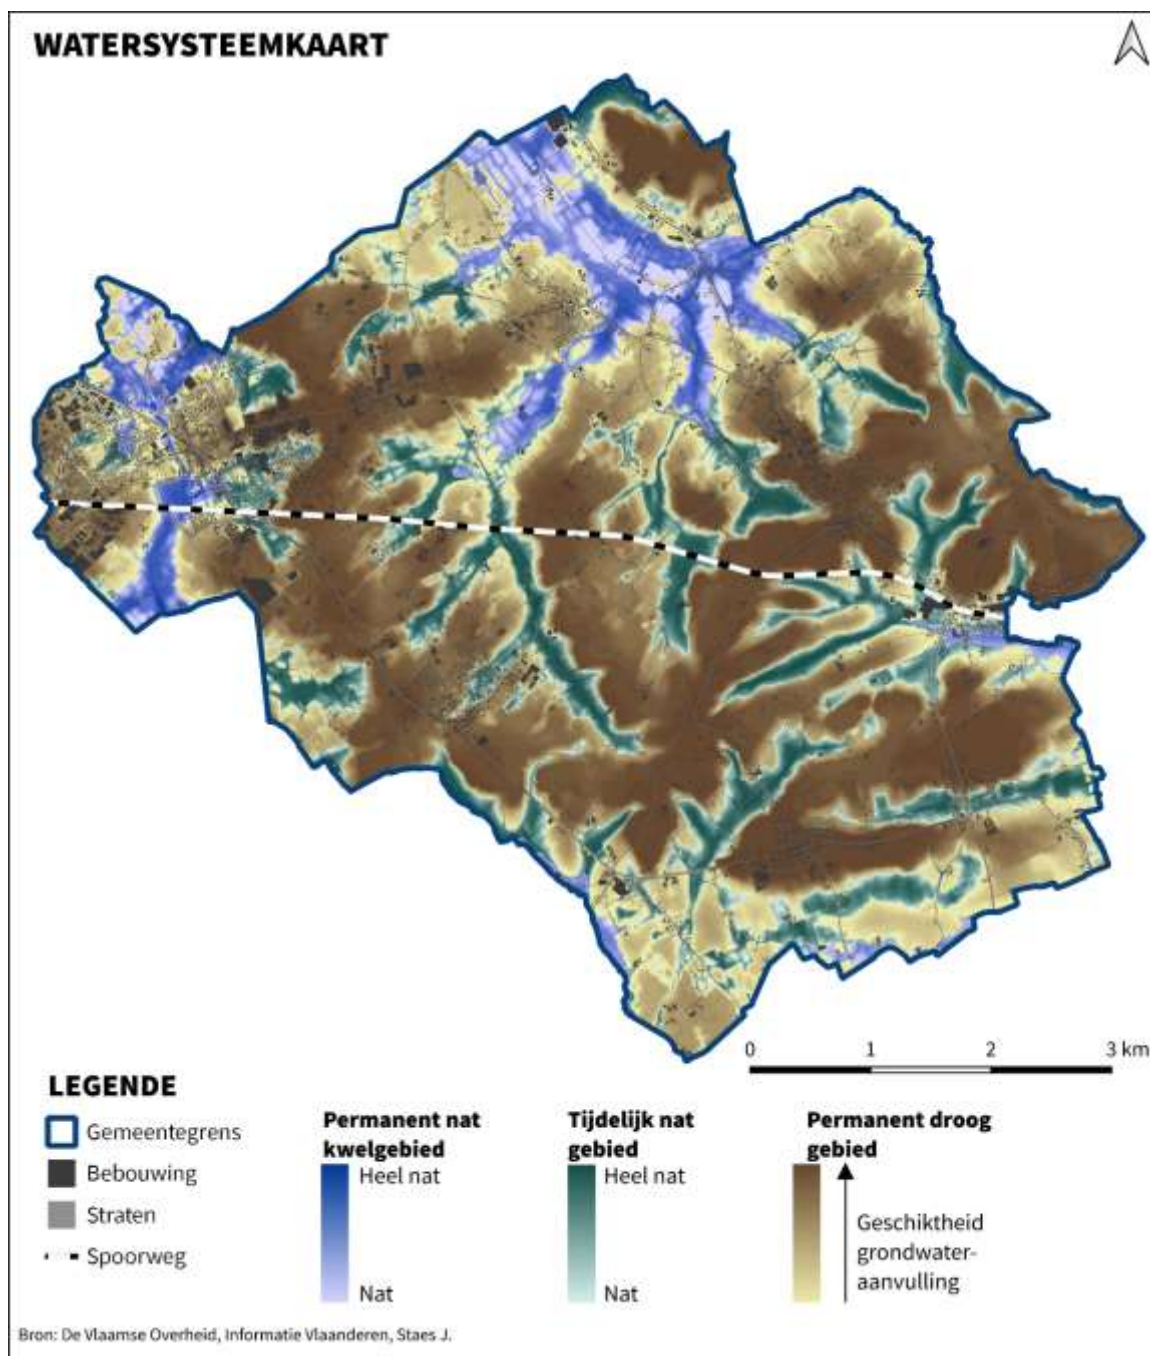 WATERSYSTEEMKAART
0 1 2 3 km
LEGENDE
Gemeentegrens
Bebouwing
Straten
Spoorweg
Permanent nat
kwelgebied
Heel nat
Nat
Tijdelijk nat
gebied
Heel nat
Nat
Permanent droog
gebied
Geschiktheid
grondwater-
aanvulling
Bron: De Vlaamse Overheid, Informatie Vlaanderen, Staes J.